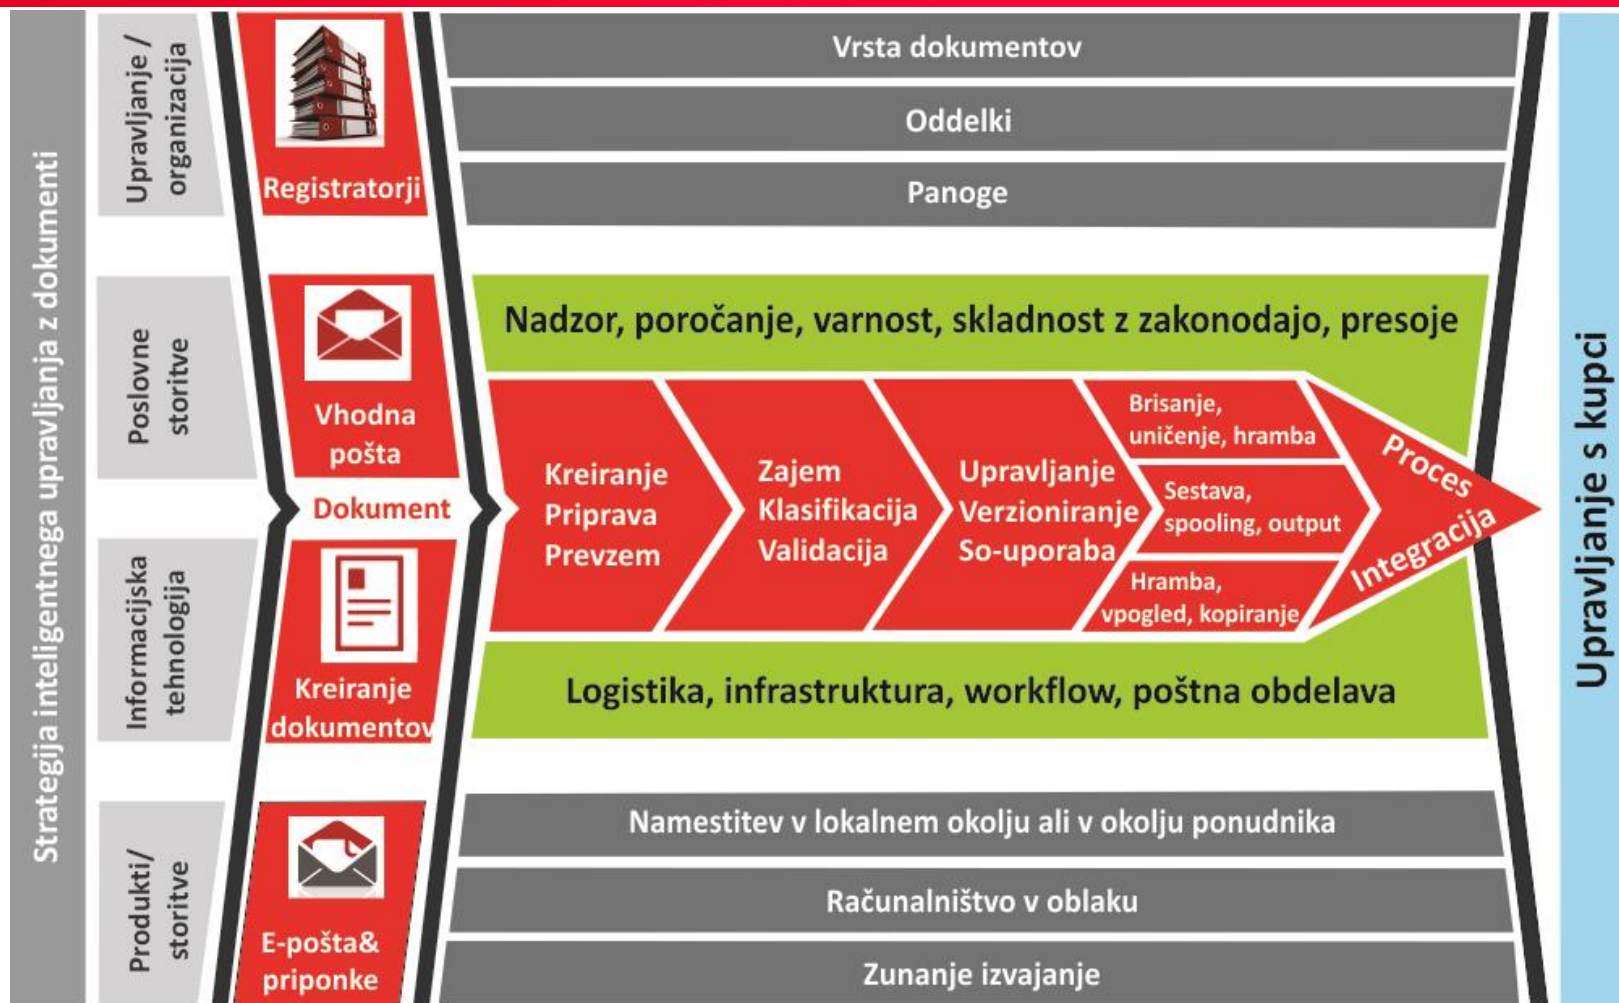 Strategija inteligentnega upravljanja z dokumenti
Upravljanje /
organizacija
Poslovne
storitve
Informacijska
tehnologija
Produkti/
storitve
Registratorji
Vhodna
pošta
Dokument
Kreiranje
dokumentov
E-pošta&
priponke
Vrsta dokumentov
Oddelki
Panoge
Nadzor, poročanje, varnost, skladnost z zakonodajo, presoje
Kreiranje
Priprava
Prevzem
Zajem
Klasifikacija
Validacija
Upravljanje
Verzioniranje
So-uporaba
Brisanje,
uničenje, hramba
Sestava,
spooling, output
Hramba,
vpogled, kopiranje
Proces
Integracija
Logistika, infrastruktura, workflow, poštna obdelava
Namestitev v lokalnem okolju ali v okolju ponudnika
Računalništvo v oblaku
Zunanje izvajanje
Upravljanje s kupci